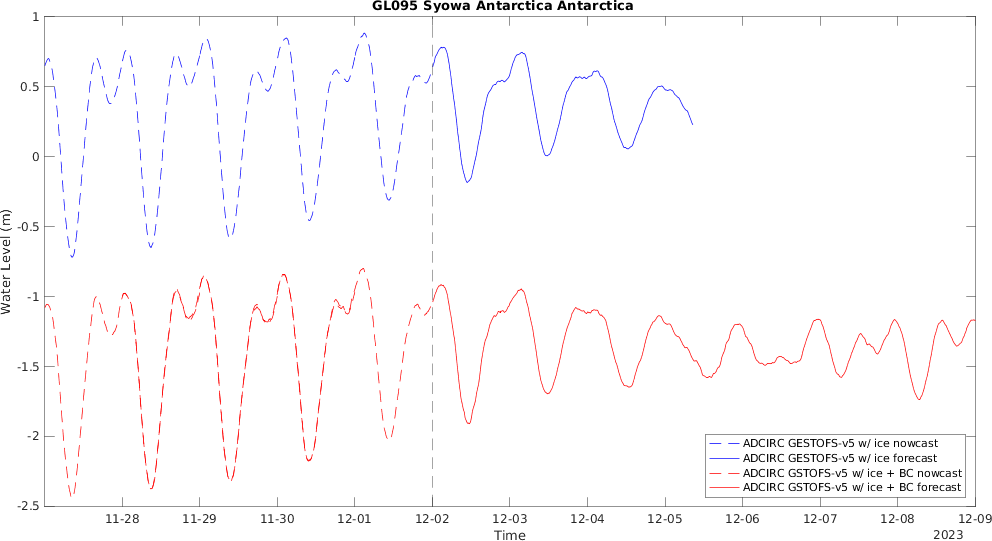 GL095 Syowa Antarctica Antarctica
Water Level (m)
1
0.5
0
-0.5
-1
-1.5
-2
-2.5
ADCIRC GESTOFS-v5 w/ ice nowcast
ADCIRC GESTOFS-v5 w/ ice forecast
ADCIRC GSTOFS-v5 w/ ice + BC nowcast
ADCIRC GSTOFS-v5 w/ ice + BC forecast
11-28 11-29 11-30 12-01 12-02 12-03 12-04 12-05 12-06 12-07 12-08 12-09
Time
2023